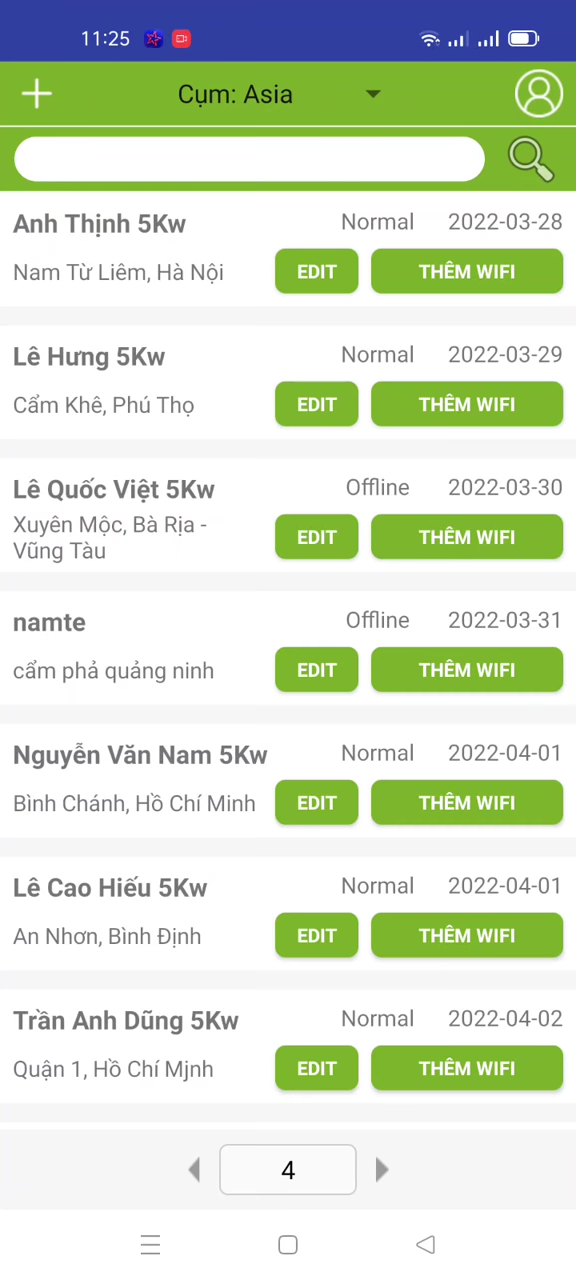 11:25
Cụm: Asia
Anh Thịnh 5Kw Normal 2022-03-28
Nam Từ Liêm, Hà Nội EDIT THÊM WIFI
Lê Hưng 5Kw Normal 2022-03-29
Cẩm Khê, Phú Thọ EDIT THÊM WIFI
Lê Quốc Việt 5Kw Offline 2022-03-30
Xuyên Mộc, Bà Rịa -
Vũng Tàu EDIT THÊM WIFI
namte Offline 2022-03-31
cẩm phả quảng ninh EDIT THÊM WIFI
Nguyễn Văn Nam 5Kw Normal 2022-04-01
Bình Chánh, Hồ Chí Minh EDIT THÊM WIFI
Lê Cao Hiếu 5Kw Normal 2022-04-01
An Nhơn, Bình Định EDIT THÊM WIFI
Trần Anh Dũng 5Kw Normal 2022-04-02
Quận 1, Hồ Chí Mjnh EDIT THÊM WIFI
4